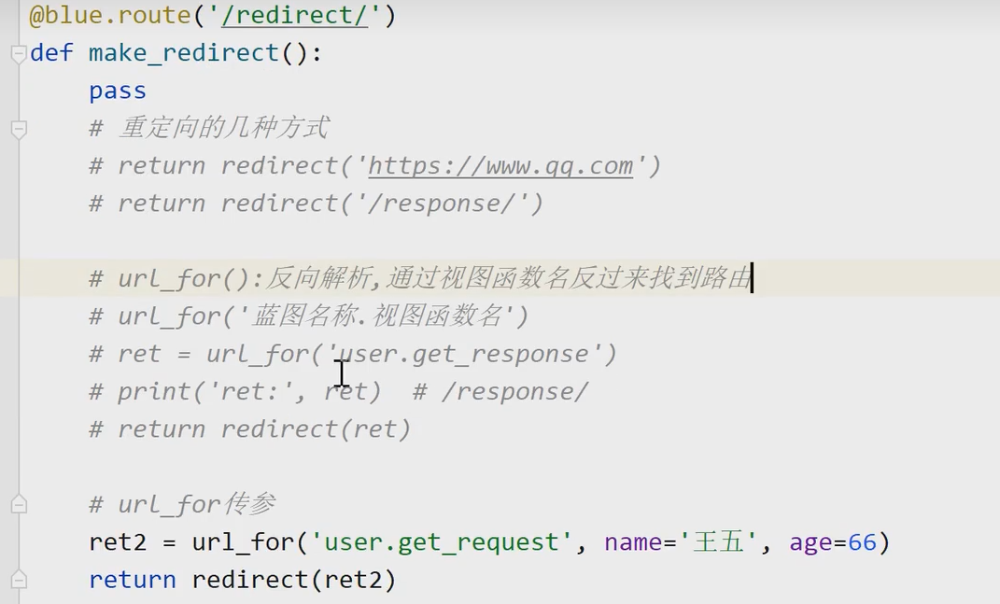 @blue.route('/redirect/')
def make_redirect():
    pass
    # 重定向的几种方式
    # return redirect('https://www.qq.com')
    # return redirect('/response/')
    # url_for():反向解析,通过视图函数名反过来找到路由
    # url_for('蓝图名称.视图函数名')
    # ret = url_for('user.get_response')
    # print('ret:', ret)  # /response/
    # return redirect(ret)
    # url_for传参
    ret2 = url_for('user.get_request', name='王五', age=66)
    return redirect(ret2)